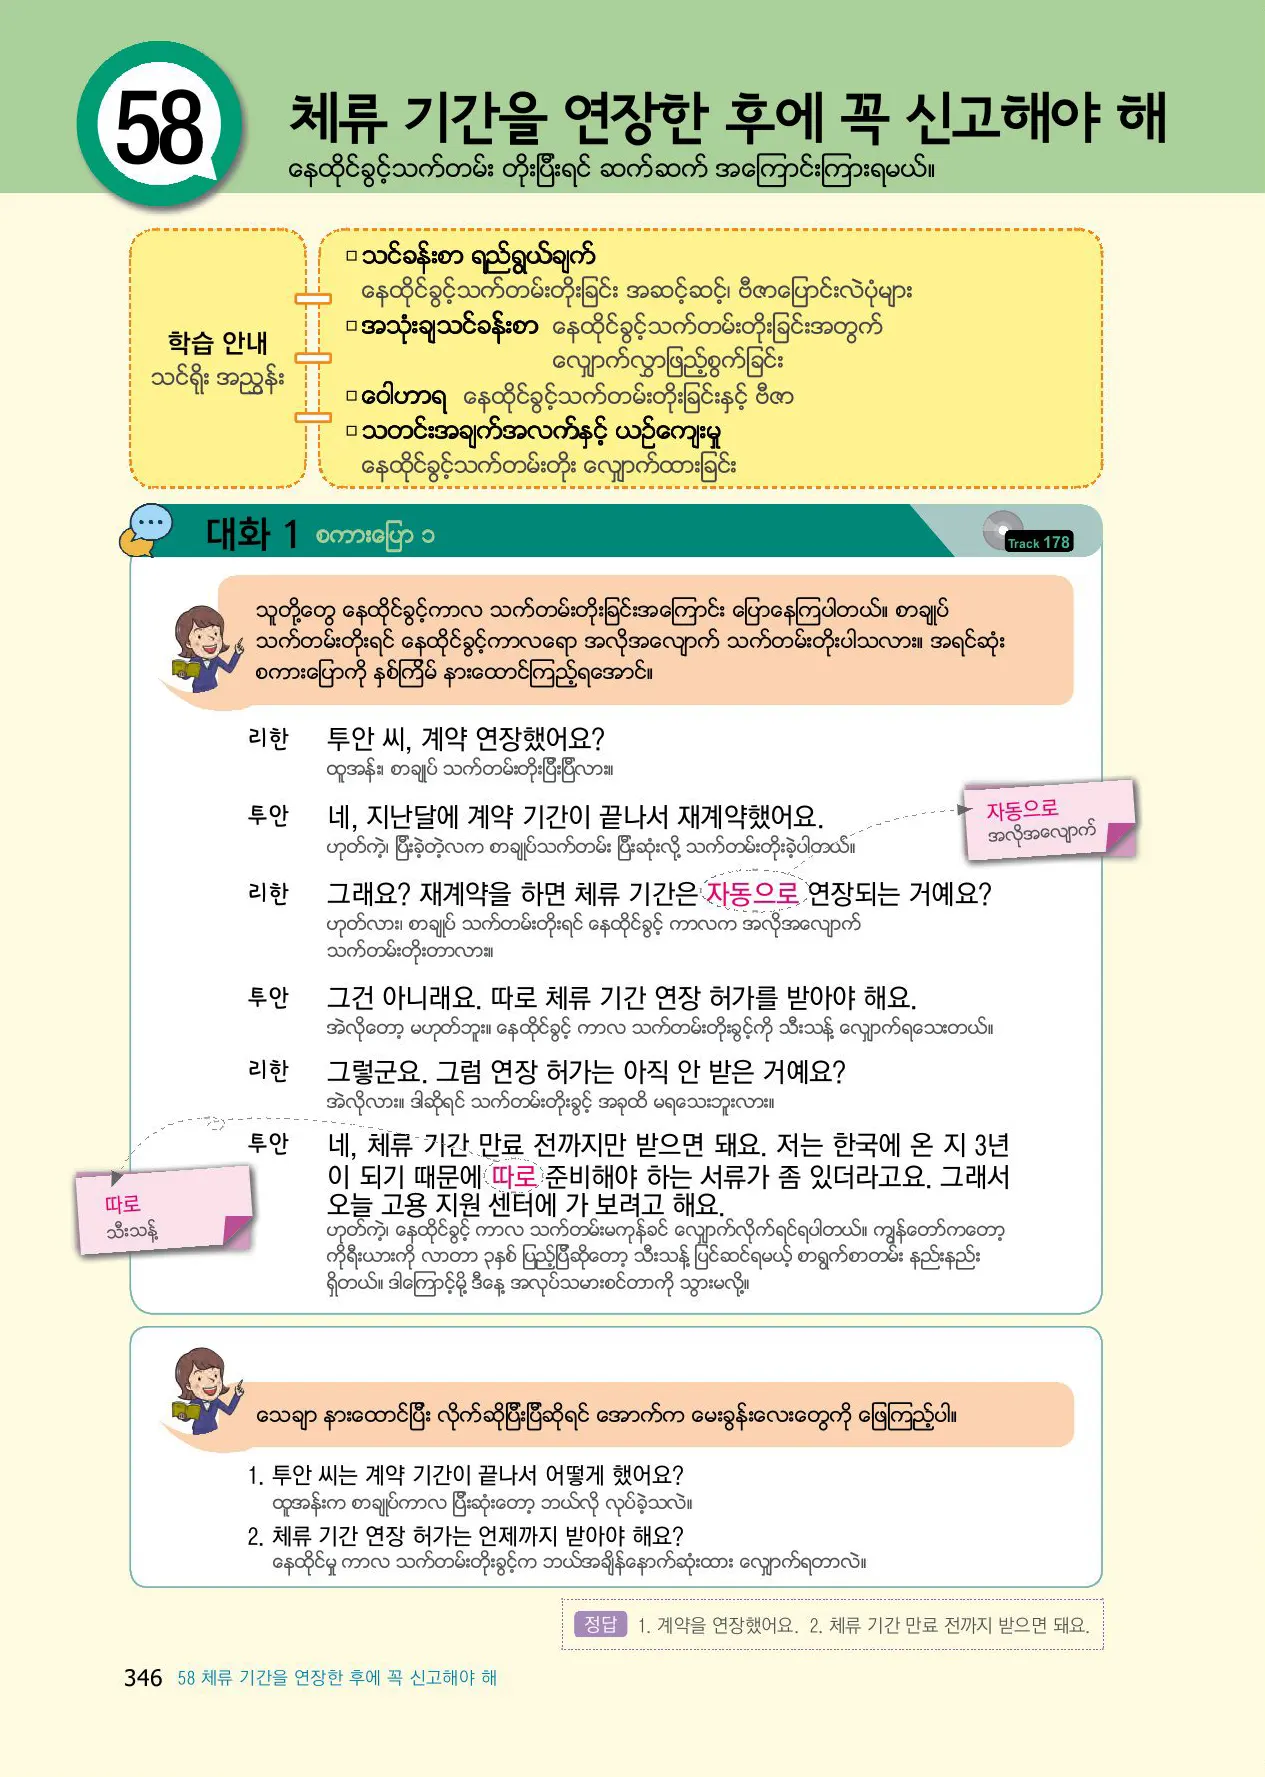 58
체류 기간을 연장한 후에 꼭 신고해야 해
နေထိုင်ခွင့်သက်တမ်း တိုးပြီးရင် ဆက်ဆက် အကြောင်းကြားရမယ်။
학습 안내
သင်ရိုး အညွှန်း
□ သင်ခန်းစာ ရည်ရွယ်ချက်
နေထိုင်ခွင့်သက်တမ်းတိုးခြင်း အဆင့်ဆင့်၊ ဗီဇာပြောင်းလဲပုံများ
□ အသုံးချသင်ခန်းစာ နေထိုင်ခွင့်သက်တမ်းတိုးခြင်းအတွက်
လျှောက်လွှာဖြည့်စွက်ခြင်း
□ ဝေါဟာရ နေထိုင်ခွင့်သက်တမ်းတိုးခြင်းနှင့် ဗီဇာ
□ သတင်းအချက်အလက်နှင့် ယဉ်ကျေးမှု
နေထိုင်ခွင့်သက်တမ်းတိုး လျှောက်ထားခြင်း
대화 1 စကားပြော ၁
Track 178
သူတို့တွေ နေထိုင်ခွင့်ကာလ သက်တမ်းတိုးခြင်းအကြောင်း ပြောနေကြပါတယ်။ စာချုပ်
သက်တမ်းတိုးရင် နေထိုင်ခွင့်ကာလရော အလိုအလျောက် သက်တမ်းတိုးပါသလား။ အရင်ဆုံး
စကားပြောကို နှစ်ကြိမ် နားထောင်ကြည့်ရအောင်။
리한 투안 씨, 계약 연장했어요?
ထူအန်း၊ စာချုပ် သက်တမ်းတိုးပြီးပြီလား။
투안 네, 지난달에 계약 기간이 끝나서 재계약했어요.
ဟုတ်ကဲ့၊ ပြီးခဲ့တဲ့လက စာချုပ်သက်တမ်း ပြီးဆုံးလို့ သက်တမ်းတိုးခဲ့ပါတယ်။
자동으로
အလိုအလျောက်
리한 그래요? 재계약을 하면 체류 기간은 자동으로 연장되는 거예요?
ဟုတ်လား၊ စာချုပ် သက်တမ်းတိုးရင် နေထိုင်ခွင့် ကာလက အလိုအလျောက်
သက်တမ်းတိုးတာလား။
투안 그건 아니래요. 따로 체류 기간 연장 허가를 받아야 해요.
အဲလိုတော့ မဟုတ်ဘူး။ နေထိုင်ခွင့် ကာလ သက်တမ်းတိုးခွင့်ကို သီးသန့် လျှောက်ရသေးတယ်။
리한 그렇군요. 그럼 연장 허가는 아직 안 받은 거예요?
အဲလိုလား။ ဒါဆိုရင် သက်တမ်းတိုးခွင့် အခုထိ မရသေးဘူးလား။
투안 네, 체류 기간 만료 전까지만 받으면 돼요. 저는 한국에 온 지 3년
이 되기 때문에 따로 준비해야 하는 서류가 좀 있더라고요. 그래서
오늘 고용 지원 센터에 가 보려고 해요.
ဟုတ်ကဲ့၊ နေထိုင်ခွင့် ကာလ သက်တမ်းမကုန်ခင် လျှောက်လိုက်ရင်ရပါတယ်။ ကျွန်တော်ကတော့
ကိုရီးယားကို လာတာ ၃နှစ် ပြည့်ပြီဆိုတော့ သီးသန့် ပြင်ဆင်ရမယ့် စာရွက်စာတမ်း နည်းနည်း
ရှိတယ်။ ဒါကြောင့်မို့ ဒီနေ့ အလုပ်သမားစင်တာကို သွားမလို့။
따로
သီးသန့်
သေချာ နားထောင်ပြီး လိုက်ဆိုပြီးပြီဆိုရင် အောက်က မေးခွန်းလေးတွေကို ဖြေကြည့်ပါ။
1. 투안 씨는 계약 기간이 끝나서 어떻게 했어요?
ထူအန်းက စာချုပ်ကာလ ပြီးဆုံးတော့ ဘယ်လို လုပ်ခဲ့သလဲ။
2. 체류 기간 연장 허가는 언제까지 받아야 해요?
နေထိုင်မှု ကာလ သက်တမ်းတိုးခွင့်က ဘယ်အချိန်နောက်ဆုံးထား လျှောက်ရတာလဲ။
정답 1. 계약을 연장했어요. 2. 체류 기간 만료 전까지 받으면 돼요.
346 58 체류 기간을 연장한 후에 꼭 신고해야 해